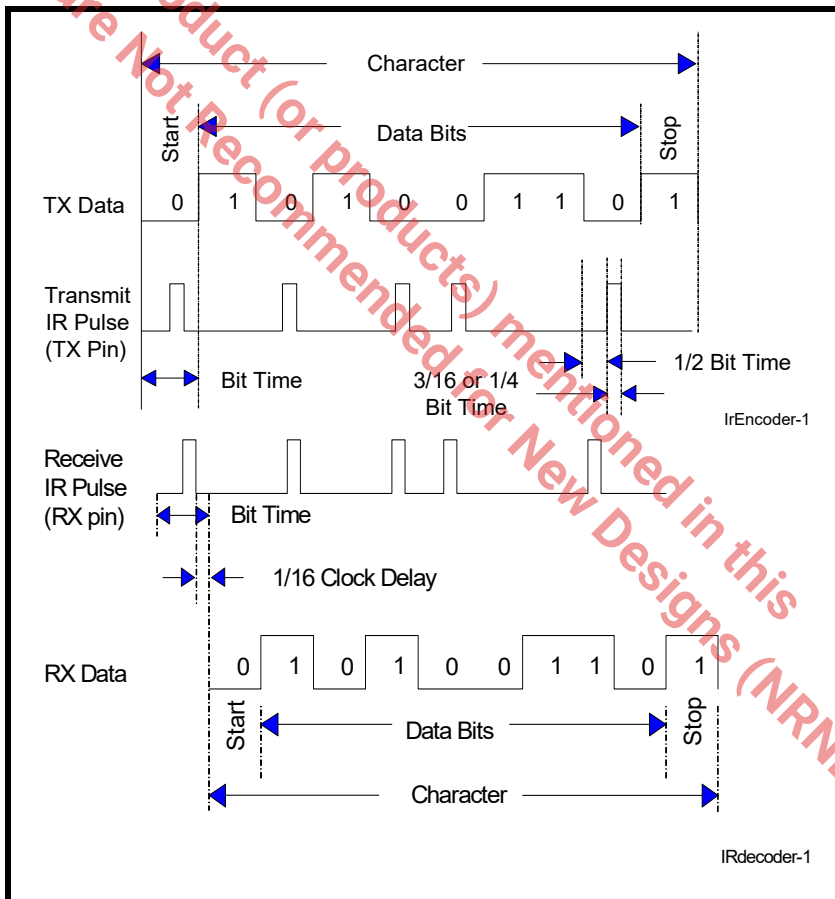 Product (or products) mentioned in this
are Not Recommended for New Designs (NRND
Character
Start
Data Bits
Stop
TX Data
0 1 0 1 0 0 1 1 0 1
Transmit
IR Pulse
(TX Pin)
Bit Time
3/16 or 1/4
Bit Time
1/2 Bit Time
IrEncoder-1
Receive
IR Pulse
(RX pin)
Bit Time
1/16 Clock Delay
RX Data
0 1 0 1 0 0 1 1 0 1
Start
Data Bits
Stop
Character
IRdecoder-1